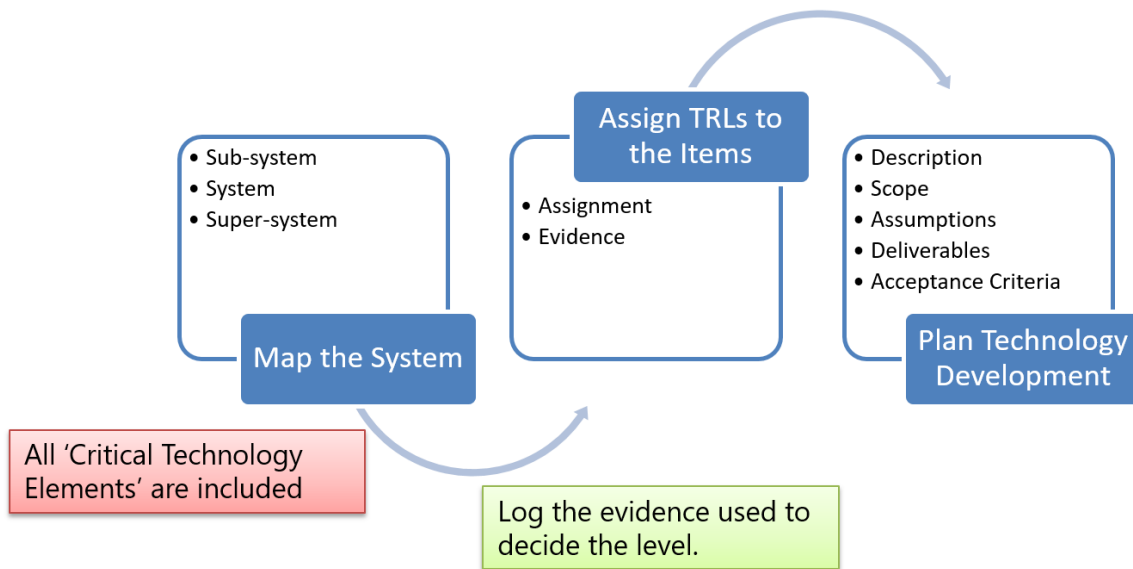 • Sub-system
• System
• Super-system
Map the System
All ‘Critical Technology
Elements’ are included
Assign TRLs to
the Items
• Assignment
• Evidence
Log the evidence used to
decide the level.
• Description
• Scope
• Assumptions
• Deliverables
• Acceptance Criteria
Plan Technology
Development